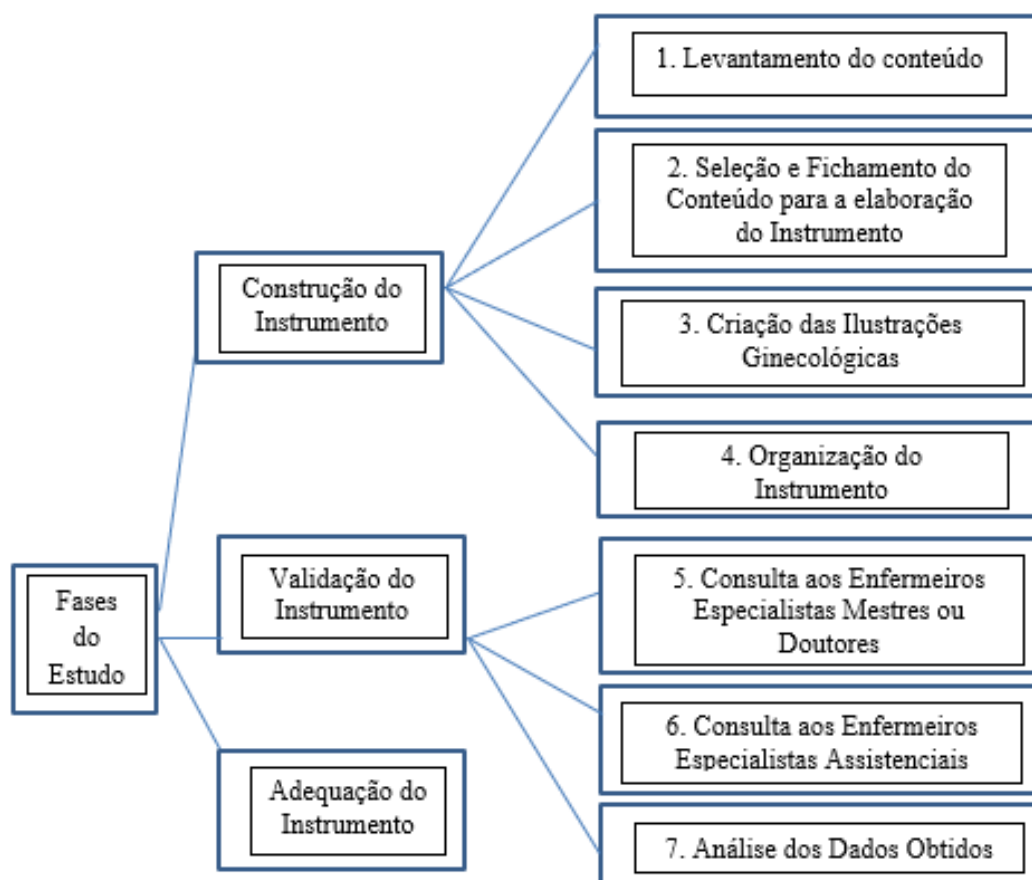 Fases
do
Estudo
Construção do
Instrumento
1. Levantamento do conteúdo
2. Seleção e Fichamento do
Conteúdo para a elaboração
do Instrumento
3. Criação das Ilustrações
Ginecológicas
4. Organização do
Instrumento
Validação do
Instrumento
5. Consulta aos Enfermeiros
Especialistas Mestres ou
Doutores
6. Consulta aos Enfermeiros
Especialistas Assistenciais
7. Análise dos Dados Obtidos
Adequação do
Instrumento